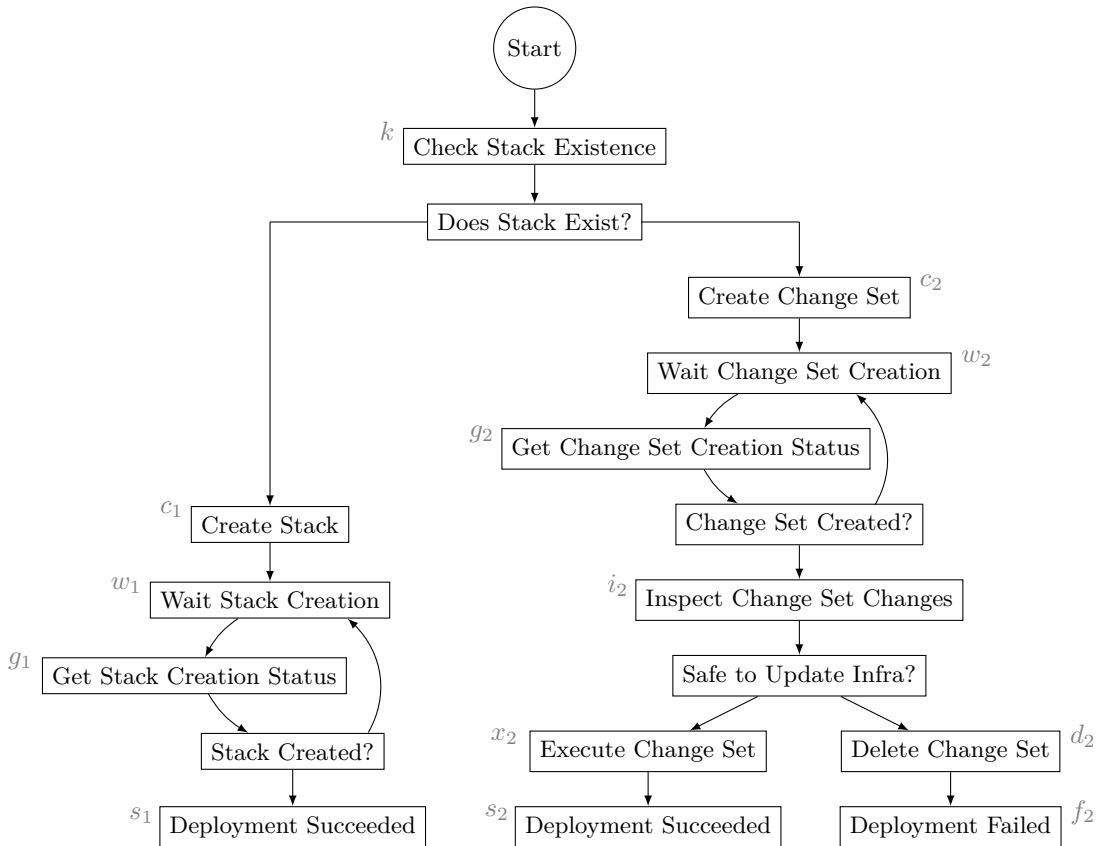 Start
k
Check Stack Existence
Does Stack Exist?
c₂
Create Change Set
w₂
Wait Change Set Creation
g₂
Get Change Set Creation Status
c₁
Create Stack
Change Set Created?
w₁
Wait Stack Creation
i₂
Inspect Change Set Changes
g₁
Get Stack Creation Status
Safe to Update Infra?
Stack Created?
x₂
Execute Change Set
Delete Change Set
d₂
s₁
Deployment Succeeded
s₂
Deployment Succeeded
Deployment Failed
f₂